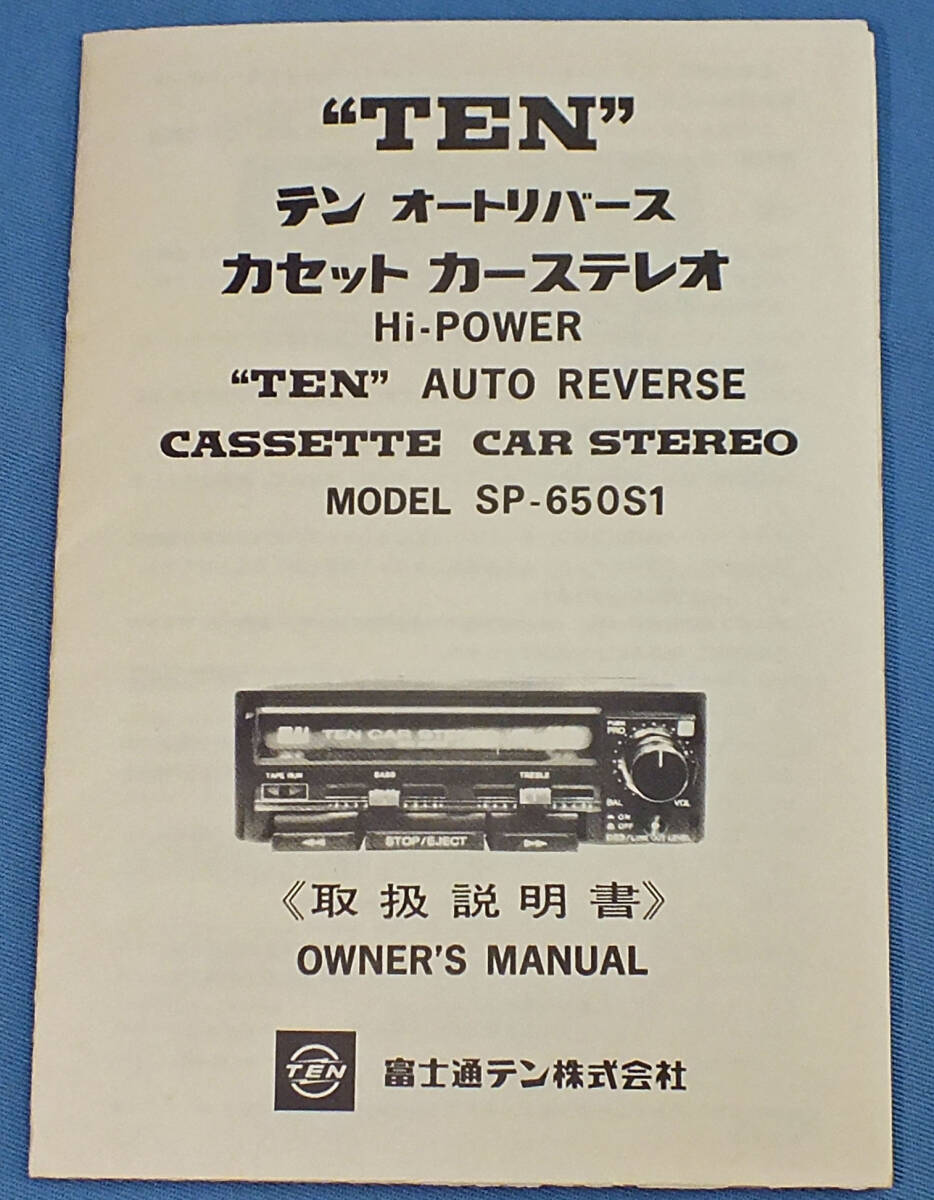 “TEN”
テン オートリバース
カセット カーステレオ
Hi-POWER
“TEN” AUTO REVERSE
CASSETTE CAR STEREO
MODEL SP-650S1
TEN CAR
TAPE RUN BASS TREBLE
PRO.
BAL VOL
ON
OFF
STOP/EJECT
《取扱説明書》
OWNER'S MANUAL
TEN 富士通テン株式会社